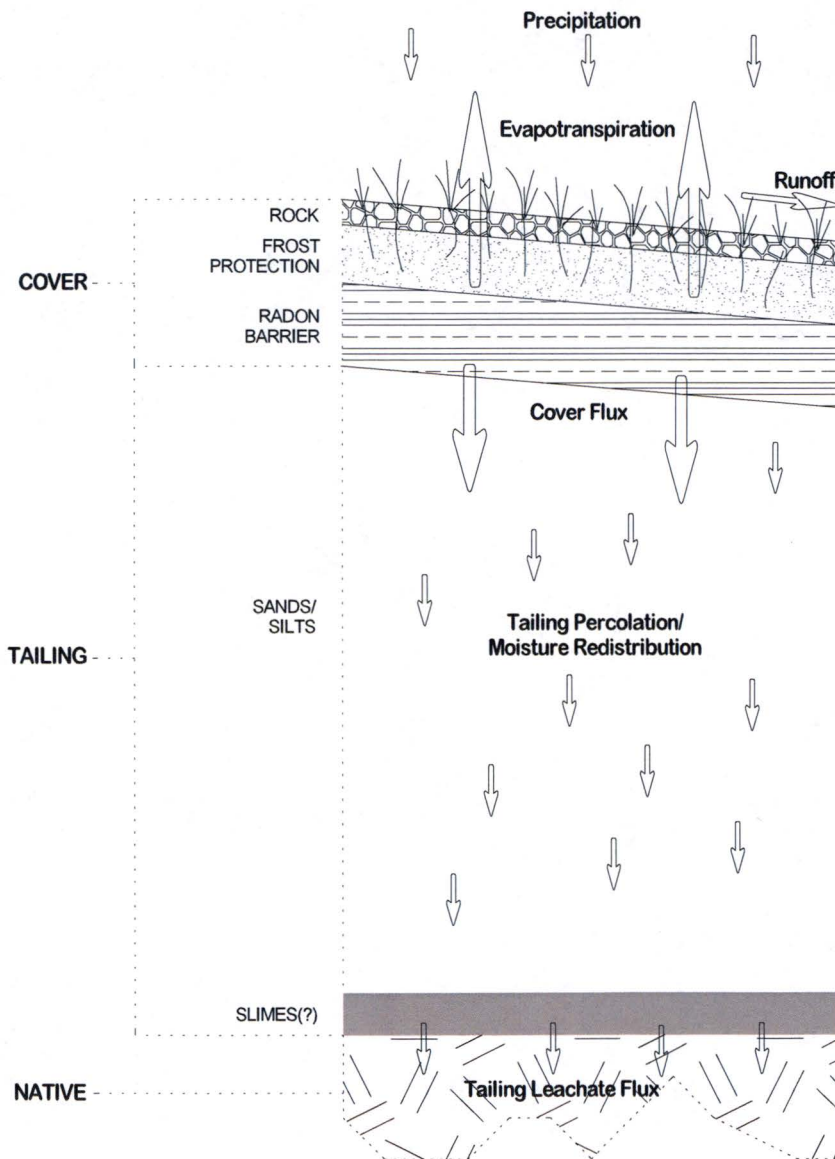 Precipitation
Evapotranspiration
Runoff
ROCK
FROST
PROTECTION
COVER
RADON
BARRIER
Cover Flux
SANDS/
SILTS
Tailing Percolation/
Moisture Redistribution
TAILING
SLIMES(?)
NATIVE
Tailing Leachate Flux